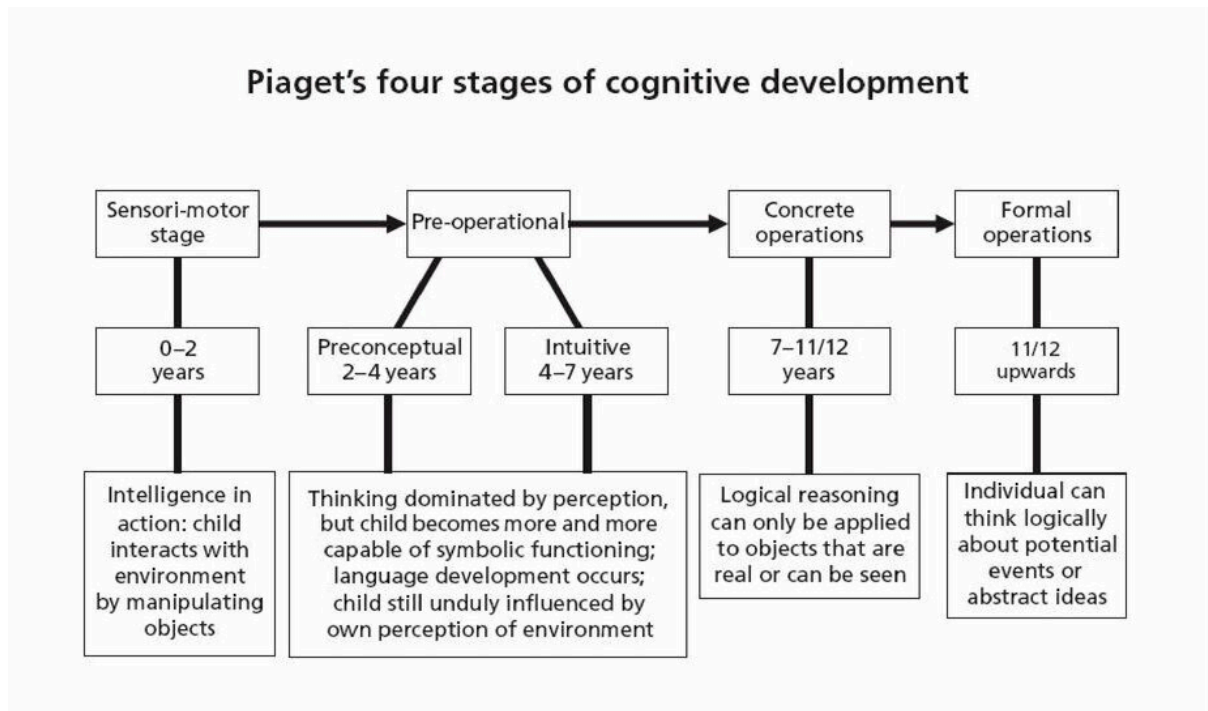 Piaget’s four stages of cognitive development
Sensori-motor
stage
Pre-operational
Concrete
operations
Formal
operations
0–2
years
Preconceptual
2–4 years
Intuitive
4–7 years
7–11/12
years
11/12
upwards
Intelligence in
action: child
interacts with
environment
by manipulating
objects
Thinking dominated by perception,
but child becomes more and more
capable of symbolic functioning;
language development occurs;
child still unduly influenced by
own perception of environment
Logical reasoning
can only be applied
to objects that are
real or can be seen
Individual can
think logically
about potential
events or
abstract ideas